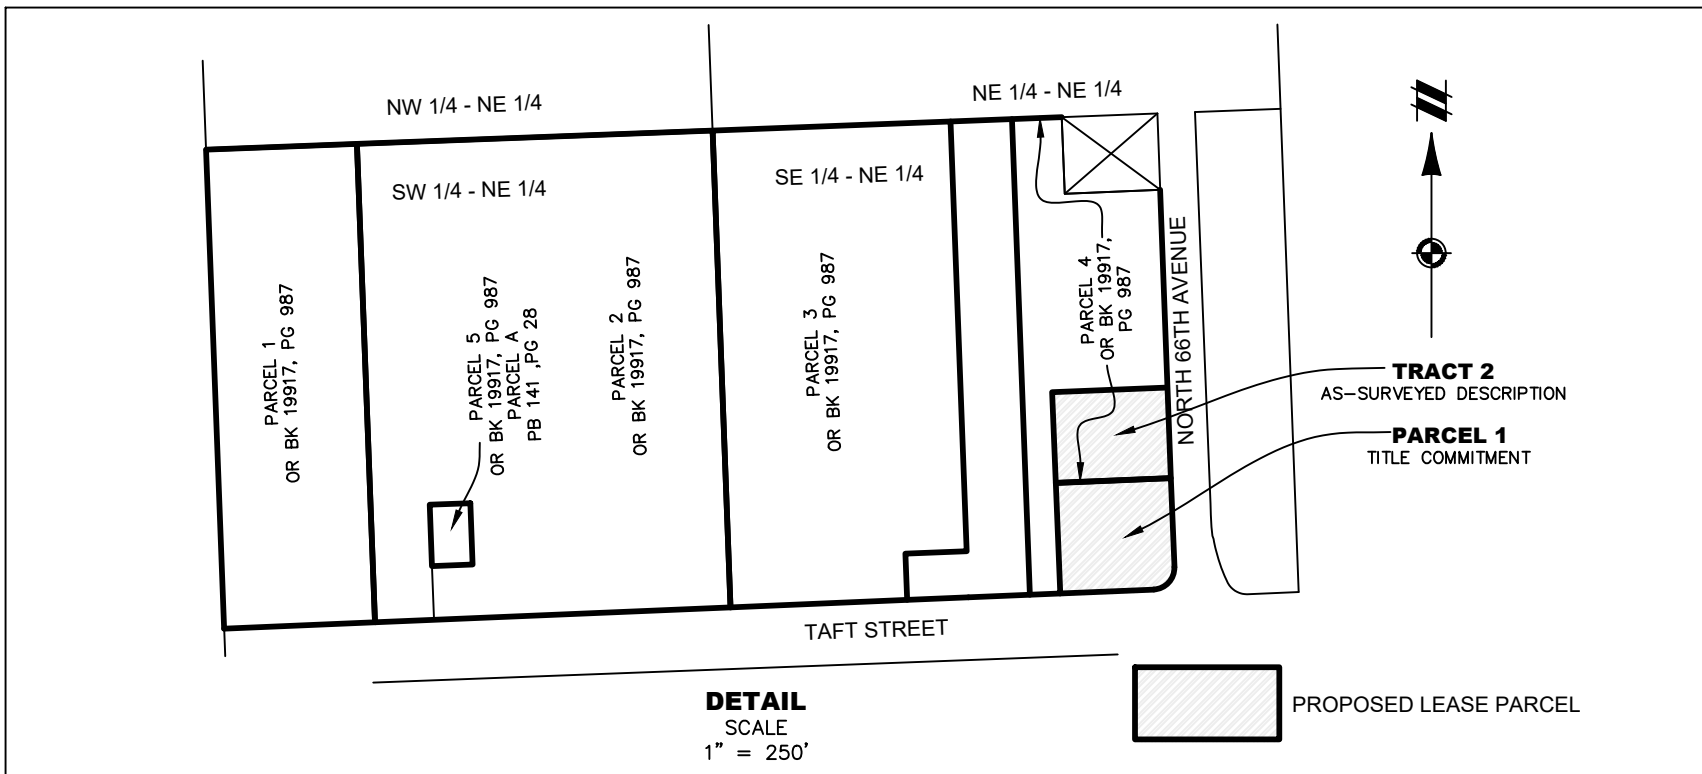 NW 1/4 - NE 1/4
NE 1/4 - NE 1/4
SW 1/4 - NE 1/4
SE 1/4 - NE 1/4
PARCEL 1
OR BK 19917, PG 987
PARCEL 5
OR BK 19917, PG 987
PARCEL A
PB 141 ,PG 28
PARCEL 2
OR BK 19917, PG 987
PARCEL 3
OR BK 19917, PG 987
PARCEL 4
OR BK 19917,
PG 987
NORTH 66TH AVENUE
TRACT 2
AS-SURVEYED DESCRIPTION
PARCEL 1
TITLE COMMITMENT
TAFT STREET
DETAIL
SCALE
1" = 250'
PROPOSED LEASE PARCEL